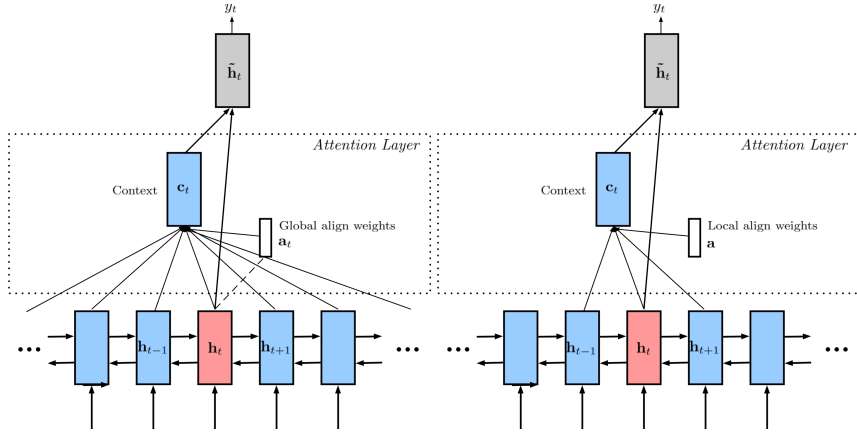 y_t
h̃_t
Attention Layer
Context
c_t
Global align weights
a_t
h_{t−1}
h_t
h_{t+1}
y_t
h̃_t
Attention Layer
Context
c_t
Local align weights
a
h_{t−1}
h_t
h_{t+1}